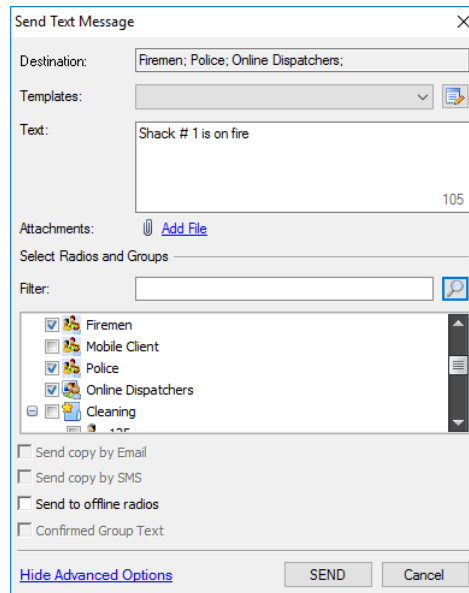 Send Text Message
Destination: Firemen; Police; Online Dispatchers;
Templates:
Text: Shack # 1 is on fire
105
Attachments: Add File
Select Radios and Groups
Filter:
Firemen
Mobile Client
Police
Online Dispatchers
Cleaning
Send copy by Email
Send copy by SMS
Send to offline radios
Confirmed Group Text
Hide Advanced Options SEND Cancel